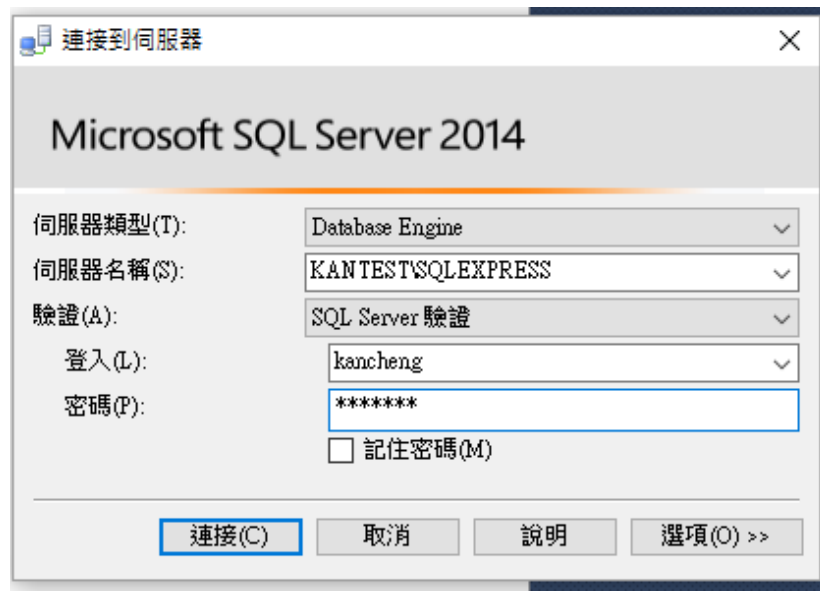 連接到伺服器
Microsoft SQL Server 2014
伺服器類型(T): Database Engine
伺服器名稱(S): KANTEST\SQLEXPRESS
驗證(A): SQL Server 驗證
登入(L): kancheng
密碼(P): *******
記住密碼(M)
連接(C) 取消 說明 選項(O) >>